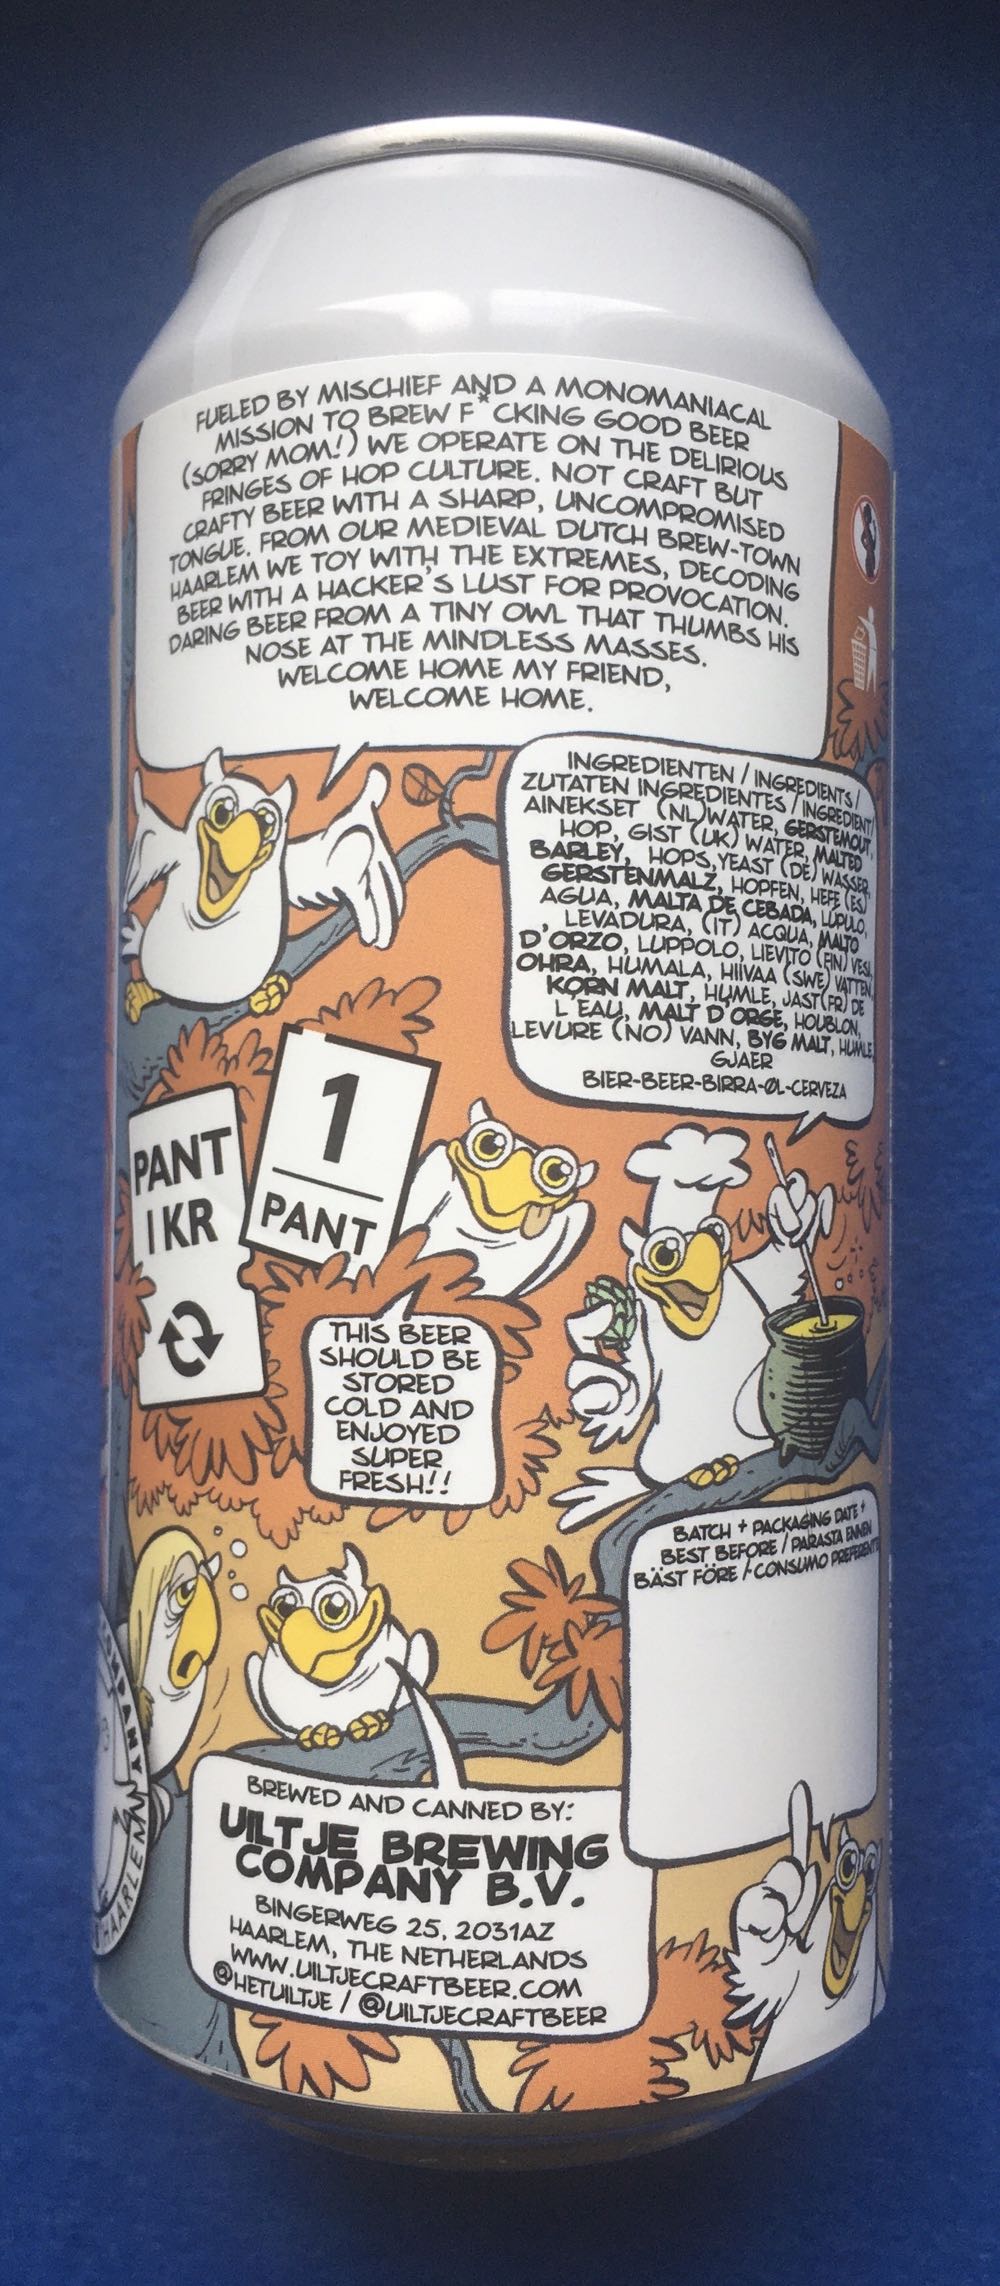 FUELED BY MISCHIEF AND A MONOMANIACAL
MISSION TO BREW F*CKING GOOD BEER
(SORRY MOM!) WE OPERATE ON THE DELIRIOUS
FRINGES OF HOP CULTURE. NOT CRAFT BUT
CRAFTY BEER WITH A SHARP, UNCOMPROMISED
TONGUE. FROM OUR MEDIEVAL DUTCH BREW-TOWN
HAARLEM WE TOY WITH THE EXTREMES, DECODING
BEER WITH A HACKER'S LUST FOR PROVOCATION.
DARING BEER FROM A TINY OWL THAT THUMBS HIS
NOSE AT THE MINDLESS MASSES.
WELCOME HOME MY FRIEND,
WELCOME HOME.
INGREDIENTEN / INGREDIENTS /
ZUTATEN INGREDIENTES / INGREDIENTI
AINEKSET (NL) WATER, GERSTEMOUT,
HOP, GIST (UK) WATER, MALTED
BARLEY, HOPS, YEAST (DE) WASSER,
GERSTENMALZ, HOPFEN, HEFE (ES)
AGUA, MALTA DE CEBADA, LÚPULO,
LEVADURA, (IT) ACQUA, MALTO
D'ORZO, LUPPOLO, LIEVITO (FIN) VESI,
OHRA, HUMALA, HIIVAA (SWE) VATTEN,
KORN MALT, HUMLE, JAST (FR) DE
L'EAU, MALT D'ORGE, HOUBLON,
LEVURE (NO) VANN, BYG MALT, HUMLE,
GJAER
BIER-BEER-BIRRA-ØL-CERVEZA
PANT
1 KR
1
PANT
THIS BEER
SHOULD BE
STORED
COLD AND
ENJOYED
SUPER
FRESH!!
BATCH + PACKAGING DATE +
BEST BEFORE / PARASTA ENNEN
BÄST FÖRE / CONSUMO PREFERENTE
BREWED AND CANNED BY:
UILTJE BREWING
COMPANY B.V.
BINGERWEG 25, 2031AZ
HAARLEM, THE NETHERLANDS
WWW.UILTJECRAFTBEER.COM
@HETUILTJE / @UILTJECRAFTBEER
HAARLEM